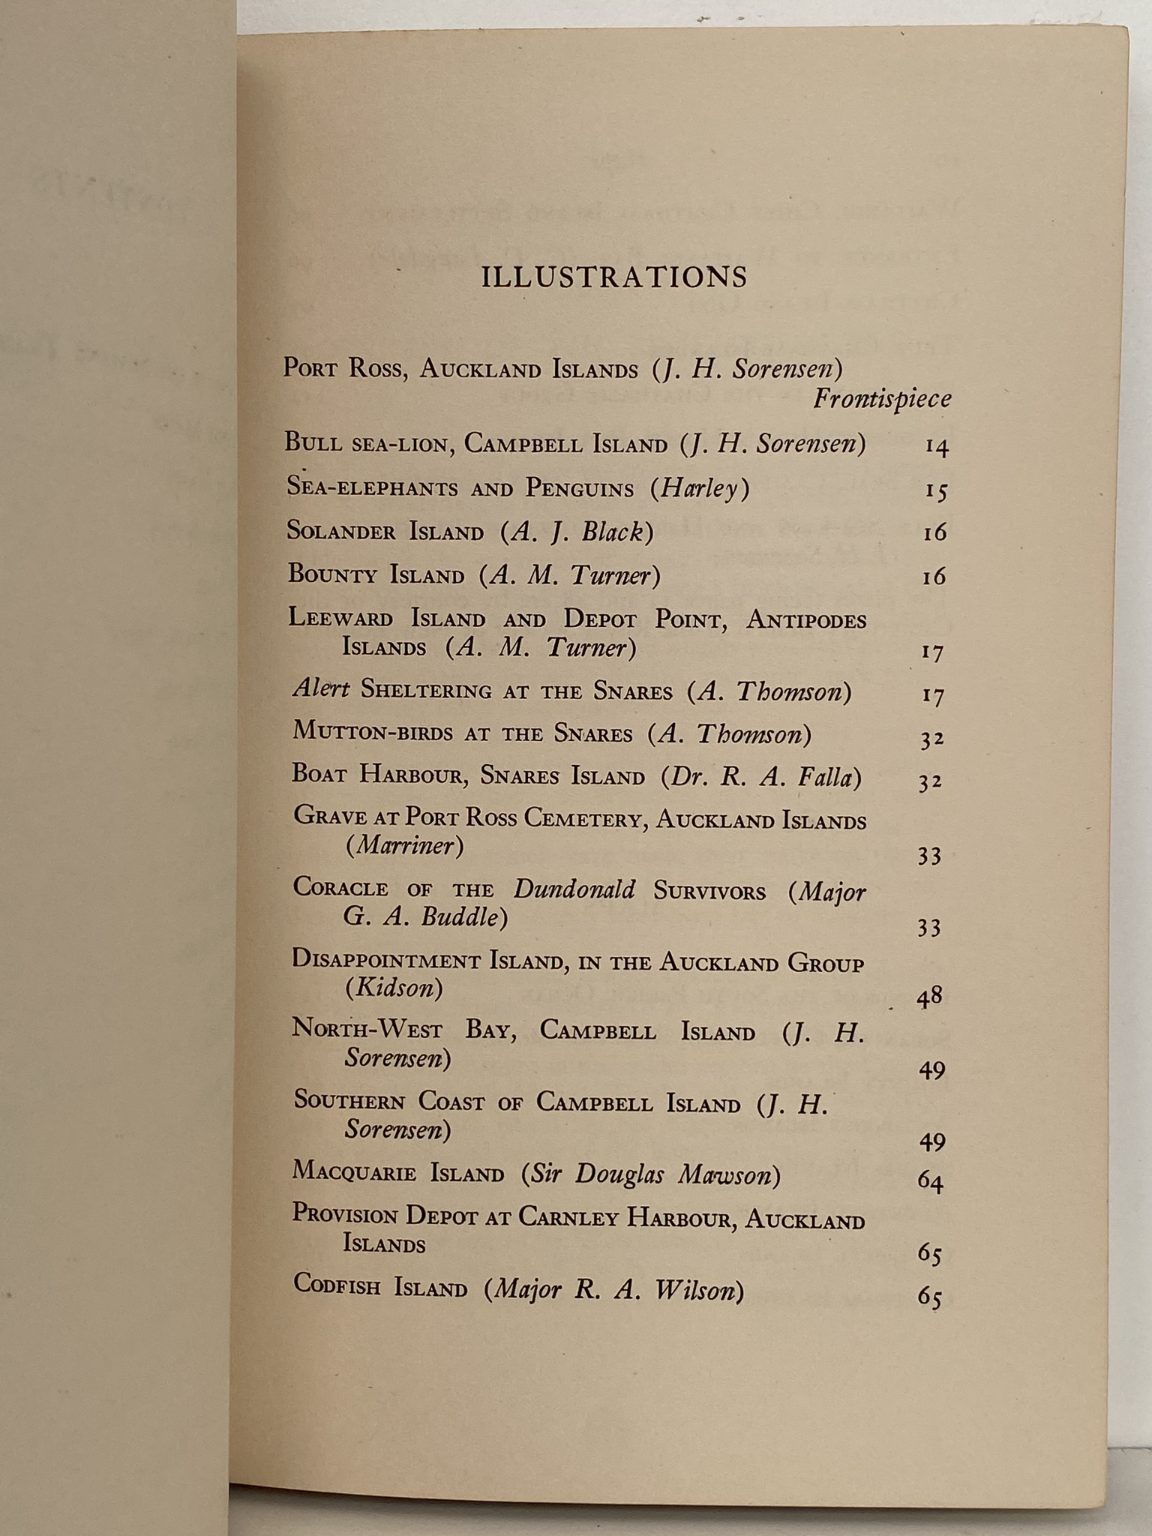 ILLUSTRATIONS
Port Ross, Auckland Islands (J. H. Sorensen)
Frontispiece
Bull sea-lion, Campbell Island (J. H. Sorensen) 14
Sea-elephants and Penguins (Harley) 15
Solander Island (A. J. Black) 16
Bounty Island (A. M. Turner) 16
Leeward Island and Depot Point, Antipodes
Islands (A. M. Turner) 17
Alert Sheltering at the Snares (A. Thomson) 17
Mutton-birds at the Snares (A. Thomson) 32
Boat Harbour, Snares Island (Dr. R. A. Falla) 32
Grave at Port Ross Cemetery, Auckland Islands
(Marriner) 33
Coracle of the Dundonald Survivors (Major
G. A. Buddle) 33
Disappointment Island, in the Auckland Group
(Kidson) 48
North-West Bay, Campbell Island (J. H.
Sorensen) 49
Southern Coast of Campbell Island (J. H.
Sorensen) 49
Macquarie Island (Sir Douglas Mawson) 64
Provision Depot at Carnley Harbour, Auckland
Islands 65
Codfish Island (Major R. A. Wilson) 65